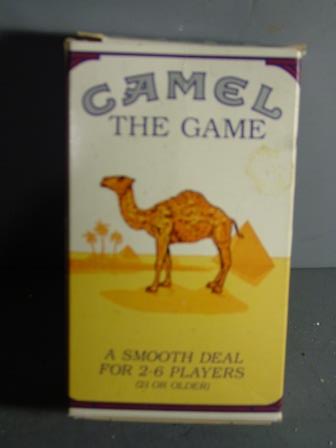 CAMEL
THE GAME
A SMOOTH DEAL
FOR 2-6 PLAYERS
(21 OR OLDER)